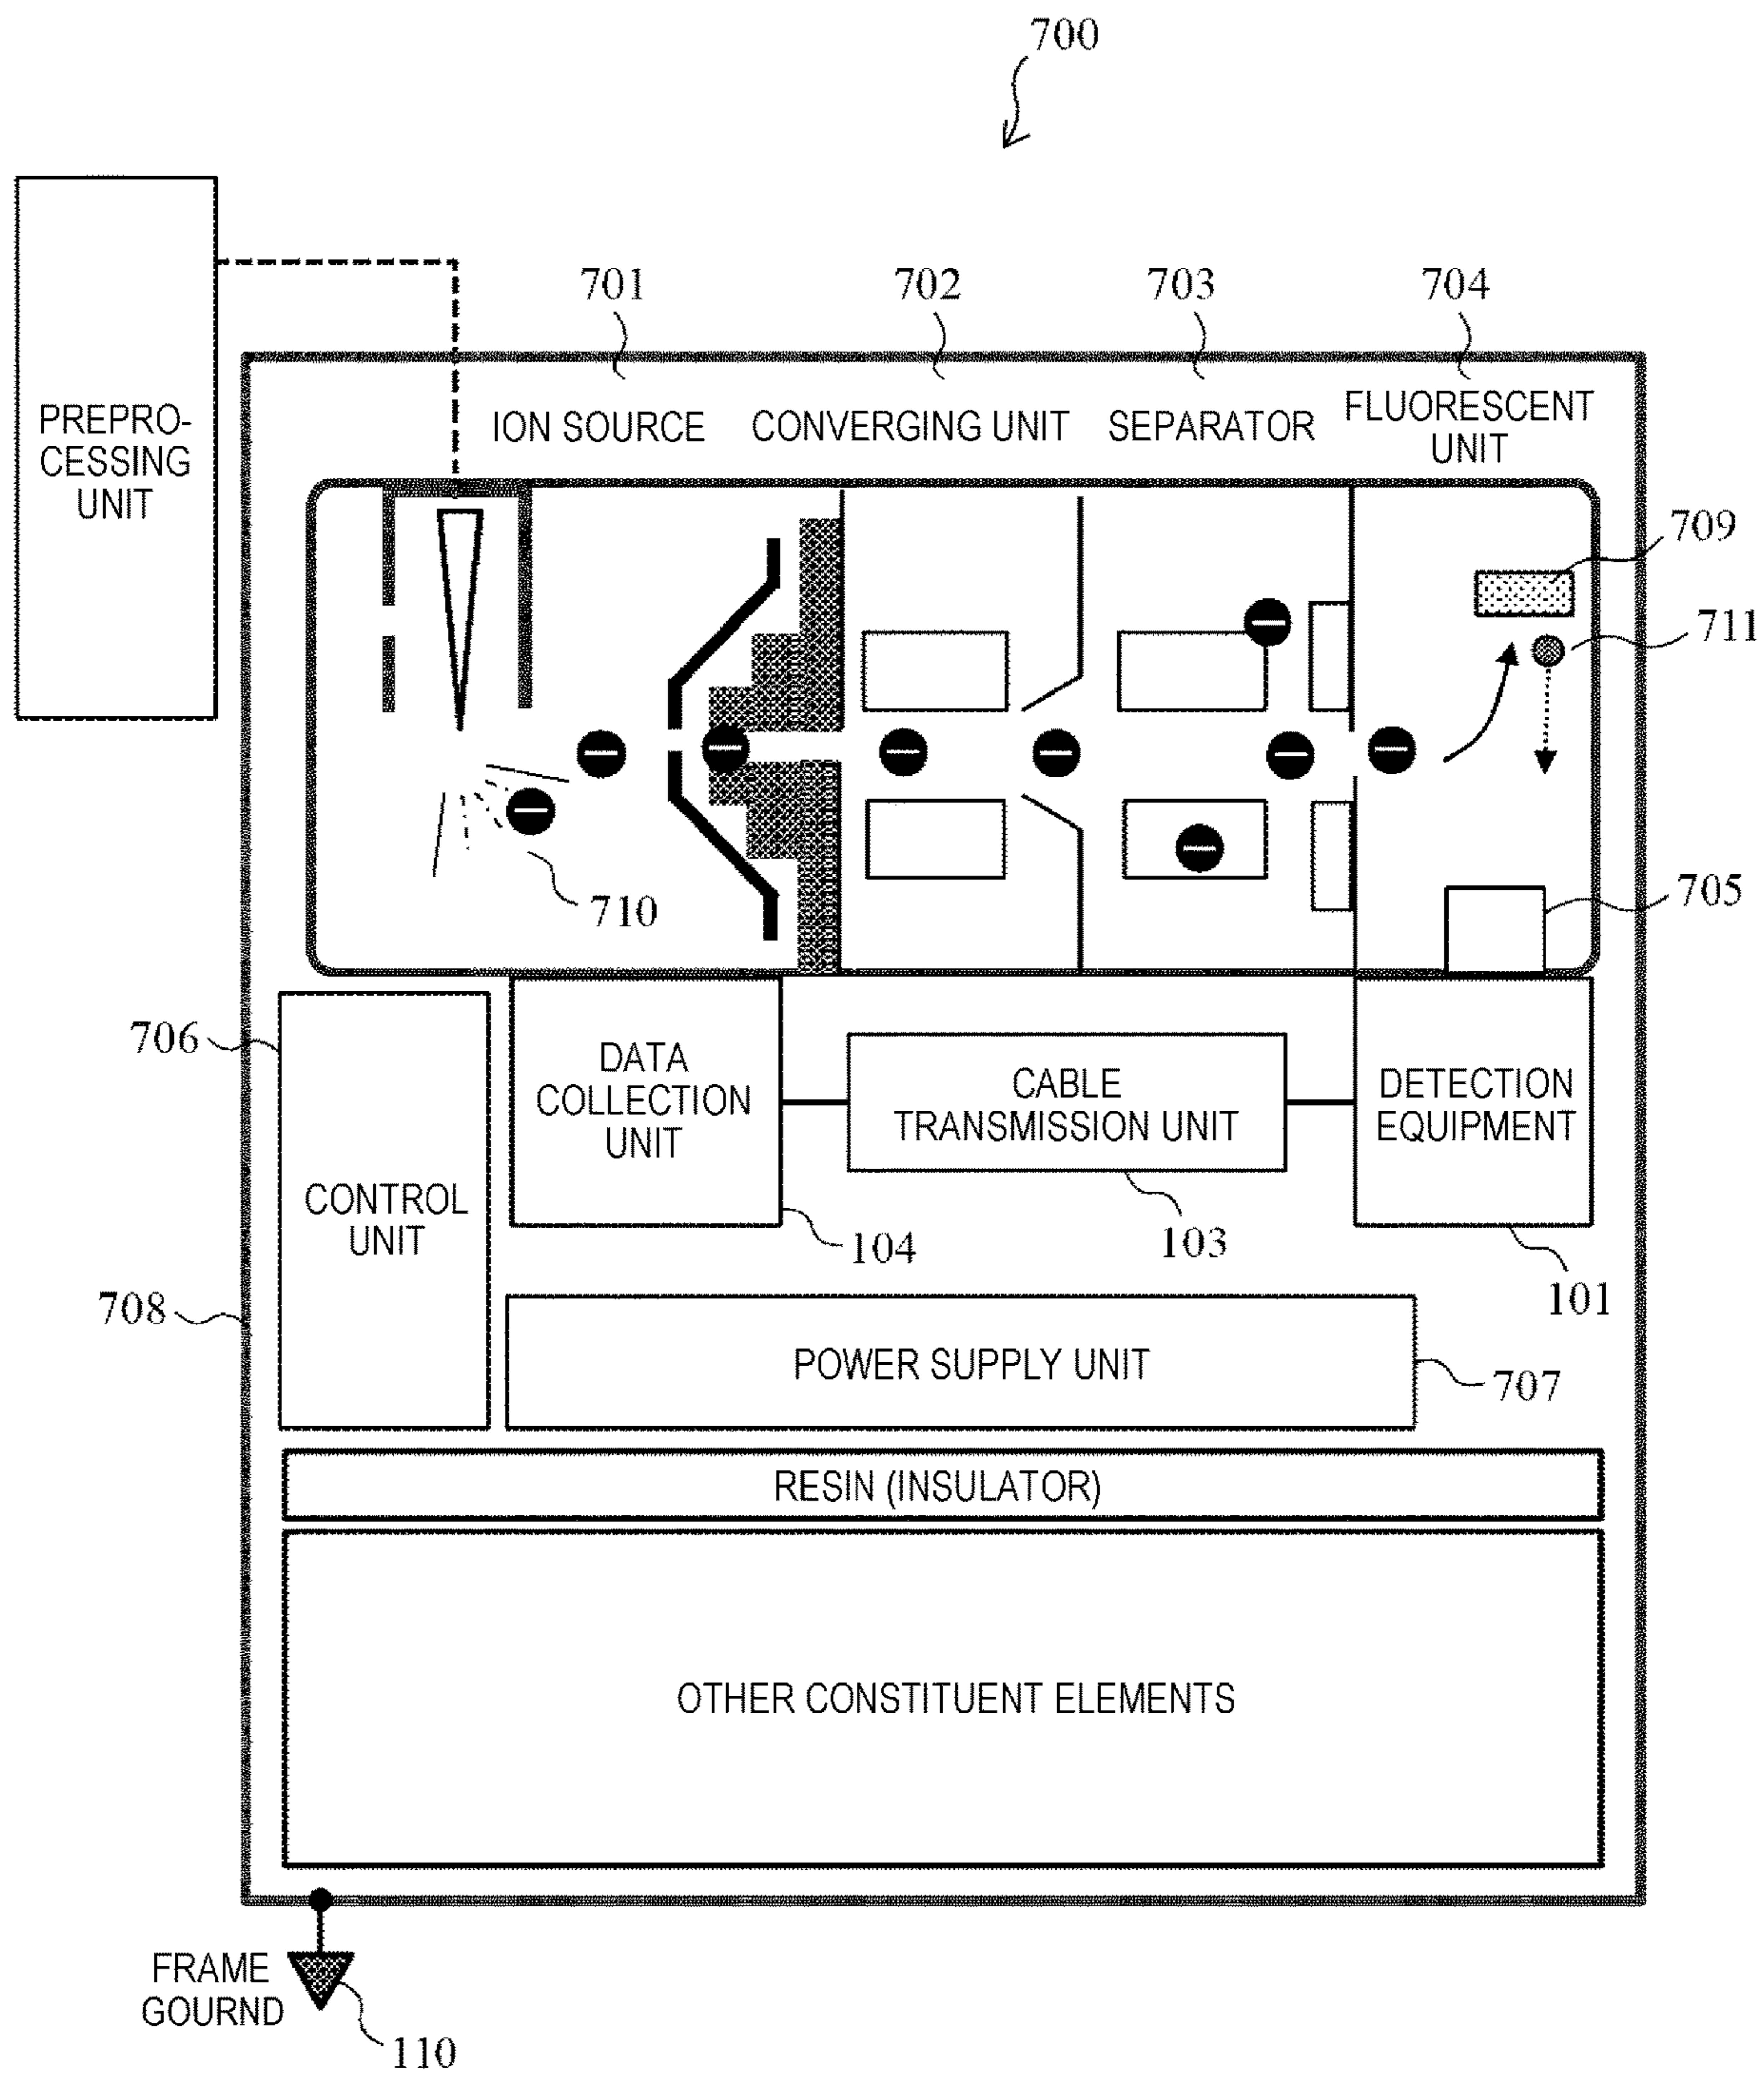 700
701
702
703
704
PREPRO-
CESSING
UNIT
ION SOURCE
CONVERGING UNIT
SEPARATOR
FLUORESCENT
UNIT
709
711
710
705
706
DATA
COLLECTION
UNIT
CABLE
TRANSMISSION UNIT
DETECTION
EQUIPMENT
CONTROL
UNIT
104
103
101
708
POWER SUPPLY UNIT
707
RESIN (INSULATOR)
OTHER CONSTITUENT ELEMENTS
FRAME
GOURND
110